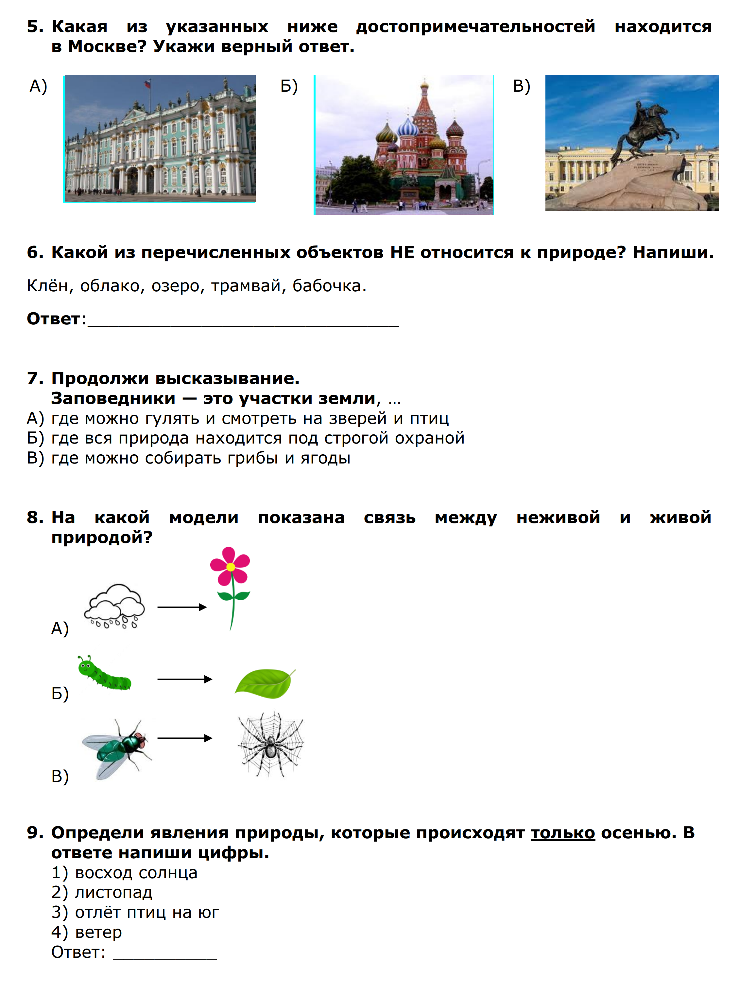 5. Какая из указанных ниже достопримечательностей находится
в Москве? Укажи верный ответ.
А) Б) В)
6. Какой из перечисленных объектов НЕ относится к природе? Напиши.
Клён, облако, озеро, трамвай, бабочка.
Ответ:______________________________
7. Продолжи высказывание.
Заповедники — это участки земли, …
А) где можно гулять и смотреть на зверей и птиц
Б) где вся природа находится под строгой охраной
В) где можно собирать грибы и ягоды
8. На какой модели показана связь между неживой и живой
природой?
А)
Б)
В)
9. Определи явления природы, которые происходят только осенью. В
ответе напиши цифры.
1) восход солнца
2) листопад
3) отлёт птиц на юг
4) ветер
Ответ: __________